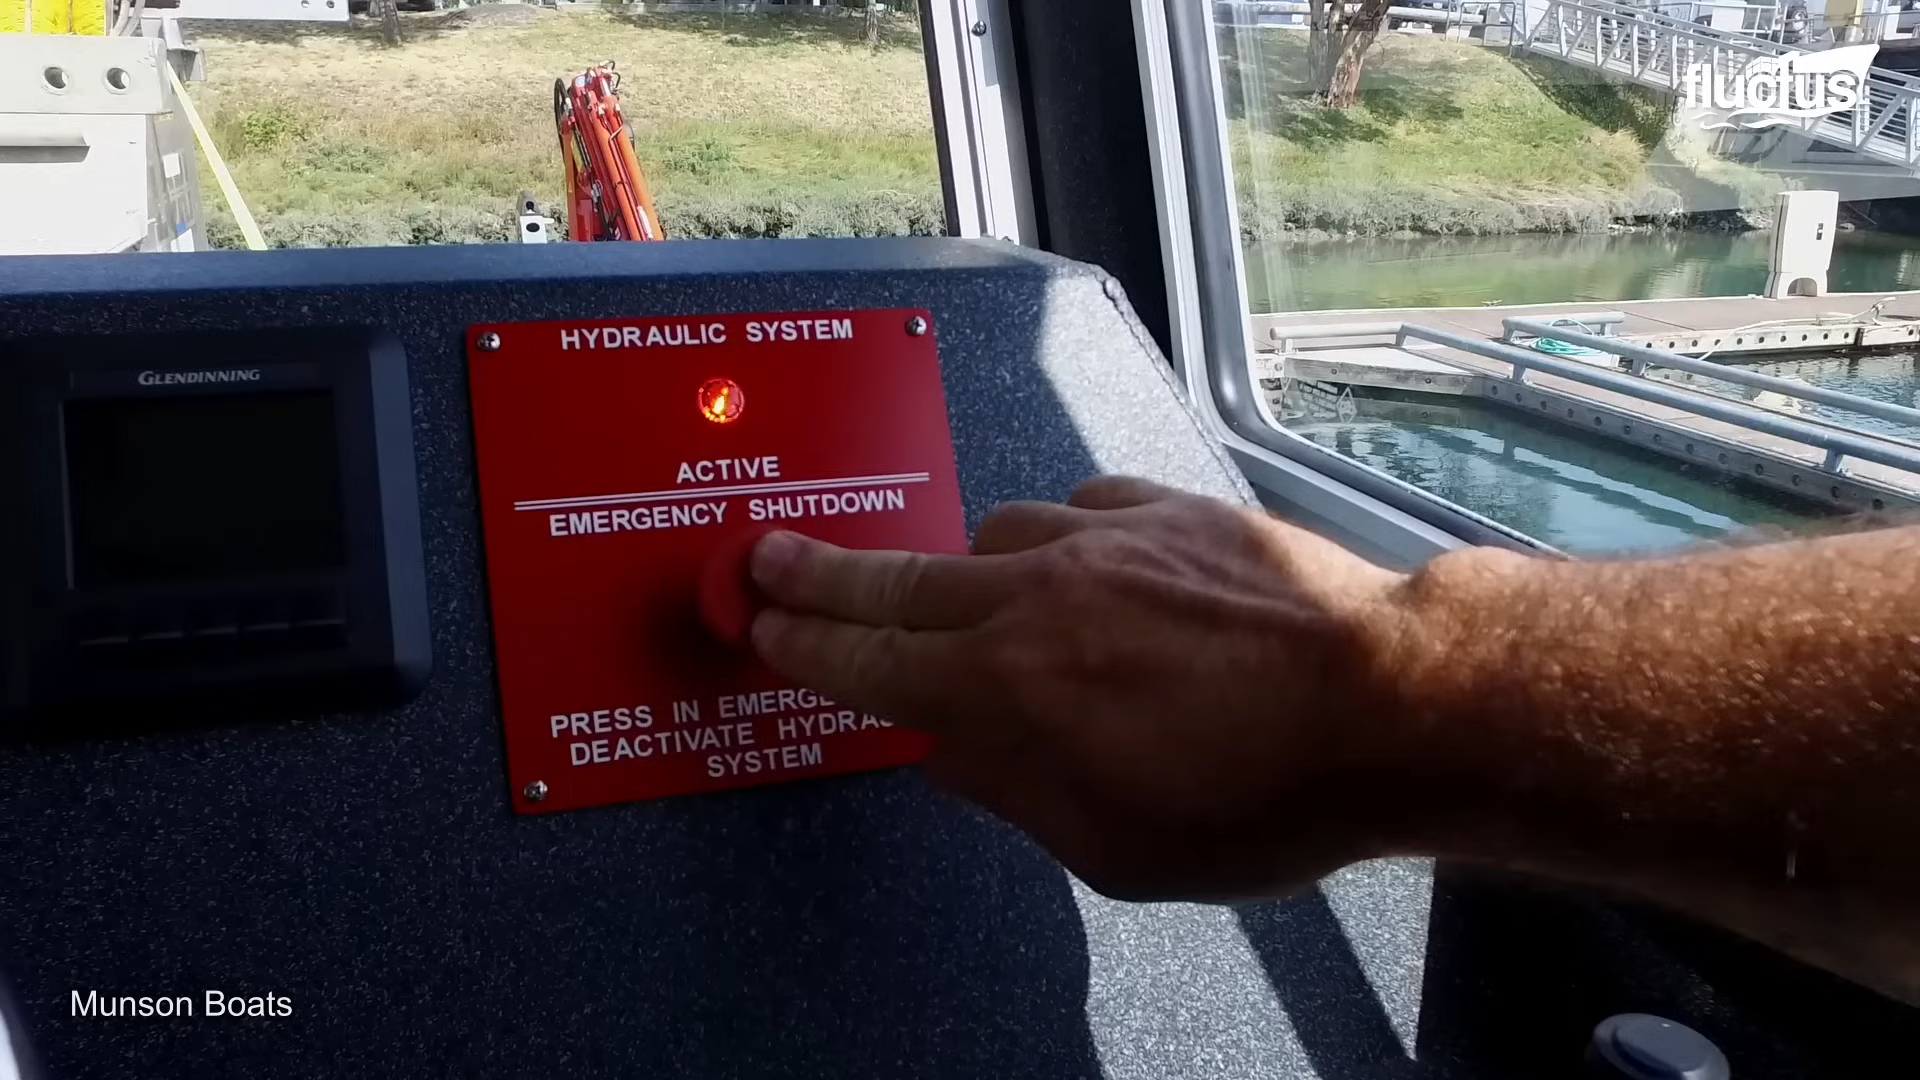 fluctus
GLENDINNING
HYDRAULIC SYSTEM
ACTIVE
EMERGENCY SHUTDOWN
PRESS IN
DEACTIVATE
SYSTEM
Munson Boats